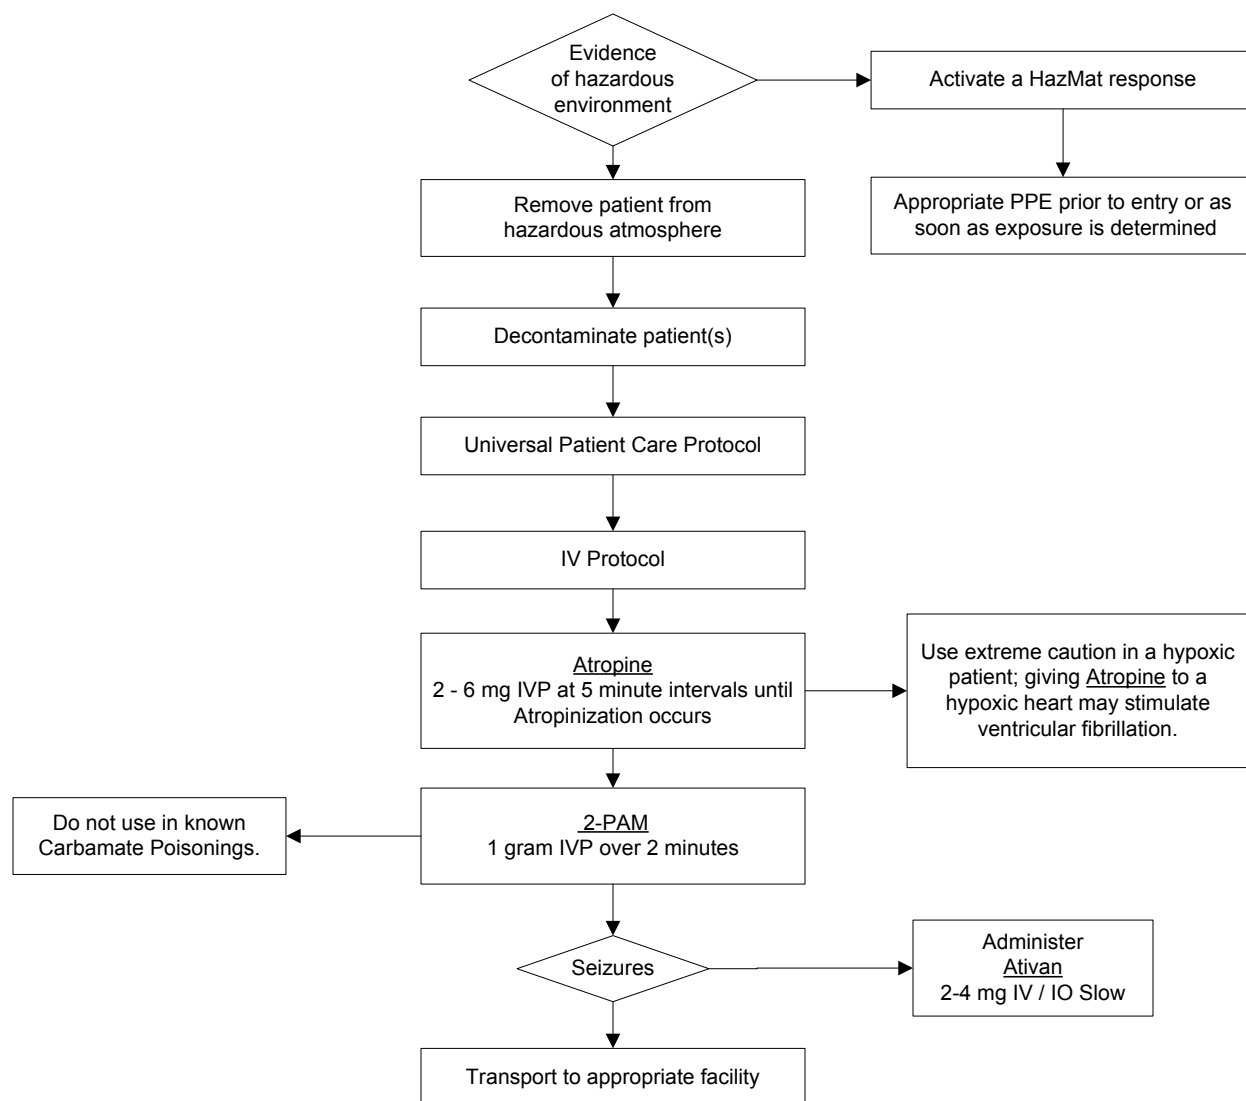 Evidence
of hazardous
environment
Activate a HazMat response
Remove patient from
hazardous atmosphere
Appropriate PPE prior to entry or as
soon as exposure is determined
Decontaminate patient(s)
Universal Patient Care Protocol
IV Protocol
Atropine
2 - 6 mg IVP at 5 minute intervals until
Atropinization occurs
Use extreme caution in a hypoxic
patient; giving Atropine to a
hypoxic heart may stimulate
ventricular fibrillation.
2-PAM
1 gram IVP over 2 minutes
Do not use in known
Carbamate Poisonings.
Seizures
Administer
Ativan
2-4 mg IV / IO Slow
Transport to appropriate facility